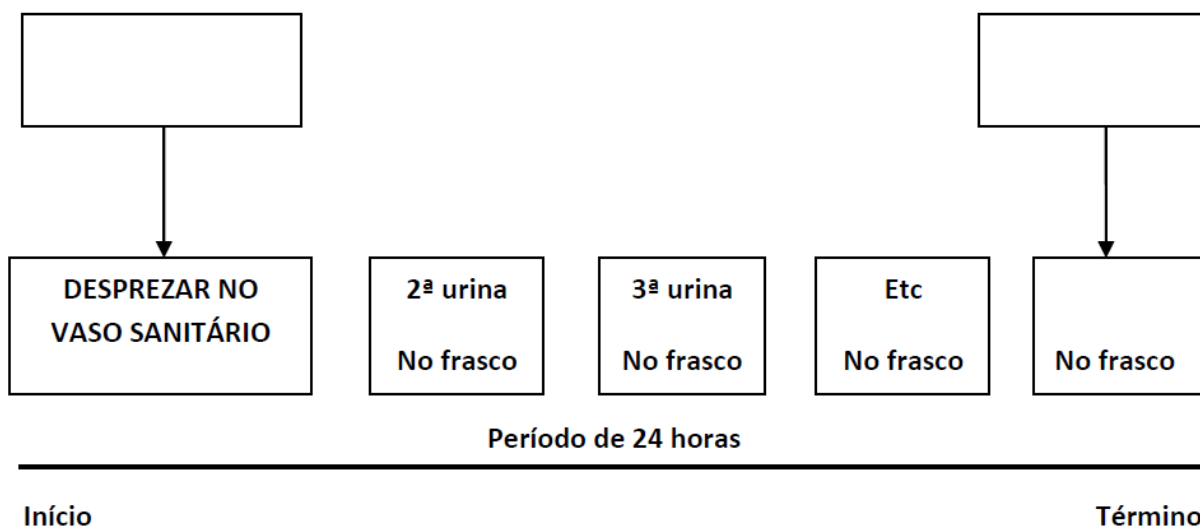 DESPREZAR NO
VASO SANITÁRIO
2ª urina
No frasco
3ª urina
No frasco
Etc
No frasco
No frasco
Período de 24 horas
Início
Término